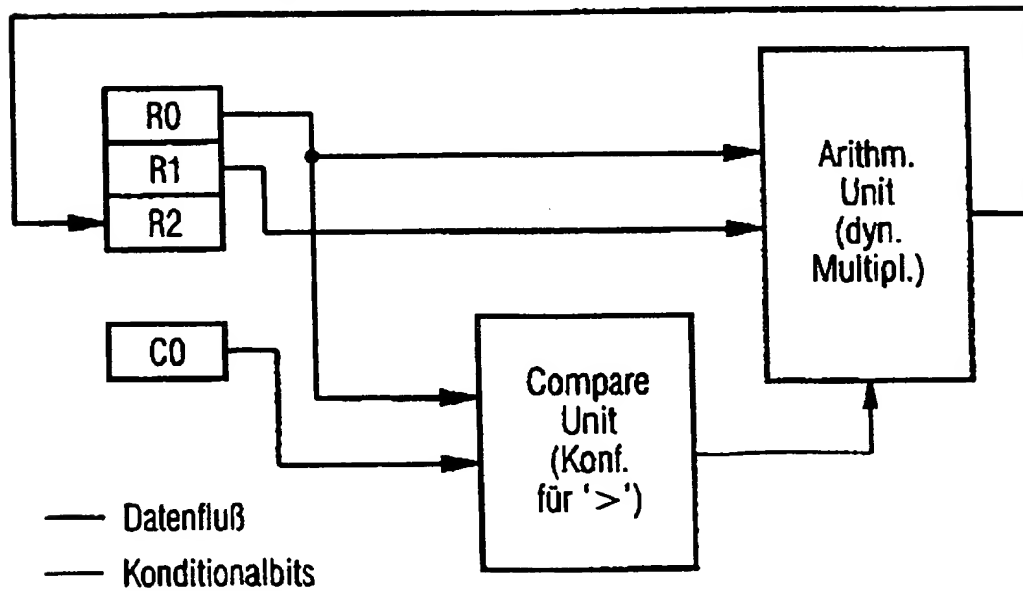 R0
R1
R2
C0
Arithm.
Unit
(dyn.
Multipl.)
Compare
Unit
(Konf.
für ‘>’)
Datenfluß
Konditionalbits